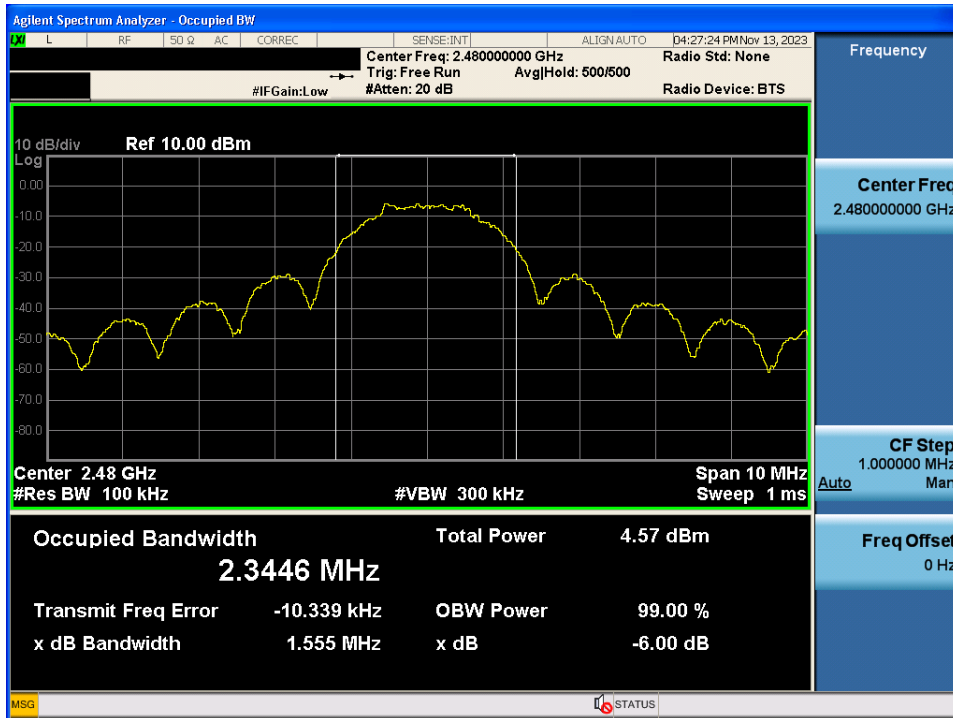 Agilent Spectrum Analyzer - Occupied BW
LXI L RF 50 Ω AC CORREC SENSE:INT ALIGN AUTO 04:27:24 PM Nov 13, 2023
Center Freq: 2.480000000 GHz Radio Std: None
Trig: Free Run Avg|Hold: 500/500
#IFGain:Low #Atten: 20 dB Radio Device: BTS
10 dB/div Ref 10.00 dBm
Log
0.00
-10.0
-20.0
-30.0
-40.0
-50.0
-60.0
-70.0
-80.0
Center 2.48 GHz Span 10 MHz
#Res BW 100 kHz #VBW 300 kHz Sweep 1 ms
Occupied Bandwidth Total Power 4.57 dBm
2.3446 MHz
Transmit Freq Error -10.339 kHz OBW Power 99.00 %
x dB Bandwidth 1.555 MHz x dB -6.00 dB
MSG STATUS
Frequency
Center Freq
2.480000000 GHz
CF Step
1.000000 MHz
Auto Man
Freq Offset
0 Hz